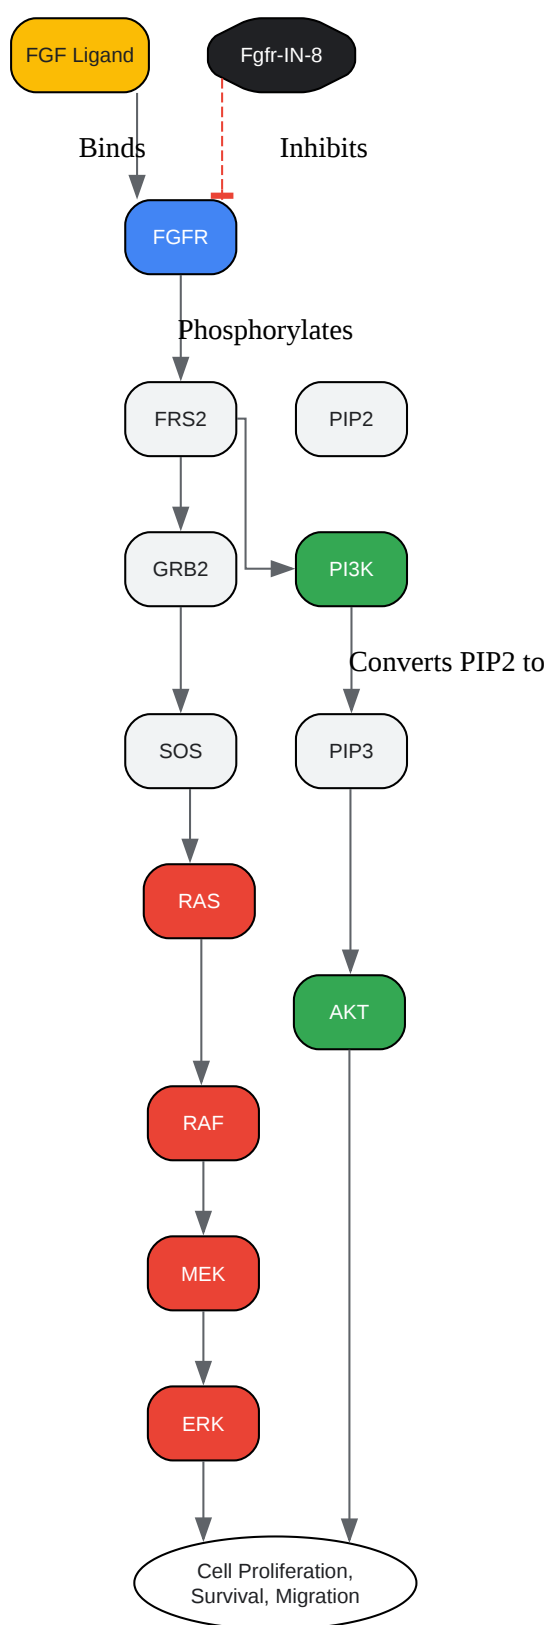 FGF Ligand
Fgfr-IN-8
Binds
Inhibits
FGFR
Phosphorylates
FRS2
PIP2
GRB2
PI3K
Converts PIP2 to
SOS
PIP3
RAS
AKT
RAF
MEK
ERK
Cell Proliferation,
Survival, Migration